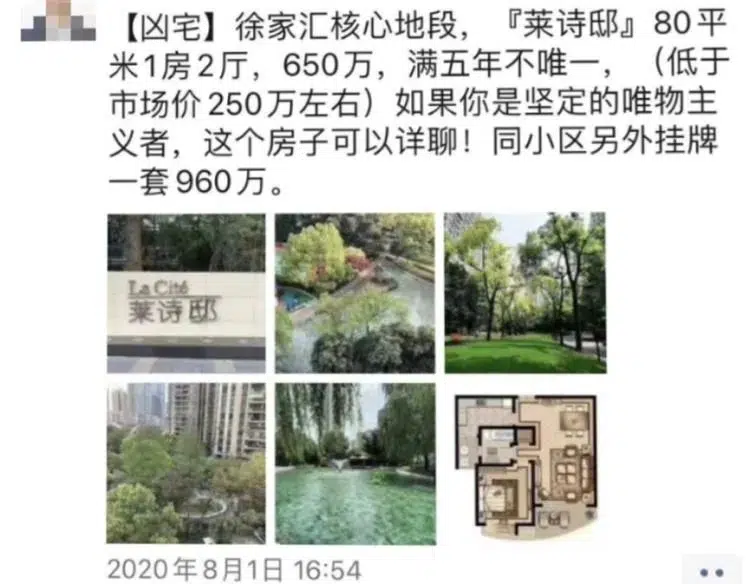 【凶宅】徐家汇核心地段，『莱诗邸』80平
米1房2厅，650万，满五年不唯一，（低于
市场价250万左右）如果你是坚定的唯物主
义者，这个房子可以详聊！同小区另外挂牌
一套960万。
La Cité
莱诗邸
2020年8月1日 16:54